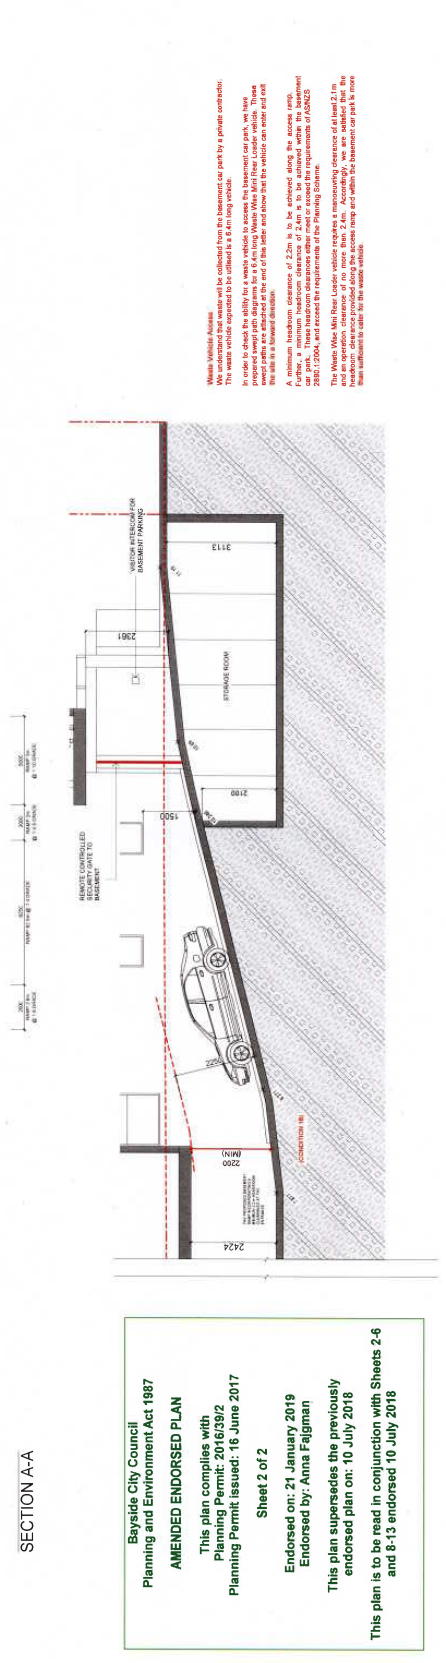 SECTION A-A
Bayside City Council
Planning and Environment Act 1987
AMENDED ENDORSED PLAN
This plan complies with
Planning Permit: 2016/39/2
Planning Permit issued: 16 June 2017
Sheet 2 of 2
Endorsed on: 21 January 2019
Endorsed by: Anna Fajgman
This plan supersedes the previously
endorsed plan on: 10 July 2018
This plan is to be read in conjunction with Sheets 2-6
and 8-13 endorsed 10 July 2018
REMOTE CONTROLLED
SECURITY GATE TO
BASEMENT
VISITOR INTERCOM FOR
BASEMENT PARKING
STORAGE ROOM
2424
2200
(MIN)
1500
2100
2361
3113
(CONDITION 1B)
Waste Vehicle Access
We understand that waste will be collected from the basement car park by a private contractor.
The waste vehicle expected to be utilised is a 6.4m long vehicle.
In order to check the ability for a waste vehicle to access the basement car park, we have
prepared swept path diagrams for a 6.4m long Waste Wise Mini Rear Loader vehicle. These
swept paths are attached at the end of the letter and show that the vehicle can enter and exit
the site in a forward direction.
A minimum headroom clearance of 2.2m is to be achieved along the access ramp.
Further, a minimum headroom clearance of 2.4m is to be achieved within the basement
car park. These headroom clearances either meet or exceed the requirements of AS/NZS
2890.1:2004, and exceed the requirements of the Planning Scheme.
The Waste Wise Mini Rear Loader vehicle requires a manoeuvring clearance of at least 2.1m
and an operation clearance of no more than 2.4m. Accordingly, we are satisfied that the
headroom clearance provided along the access ramp and within the basement car park is more
than sufficient to cater for the waste vehicle.